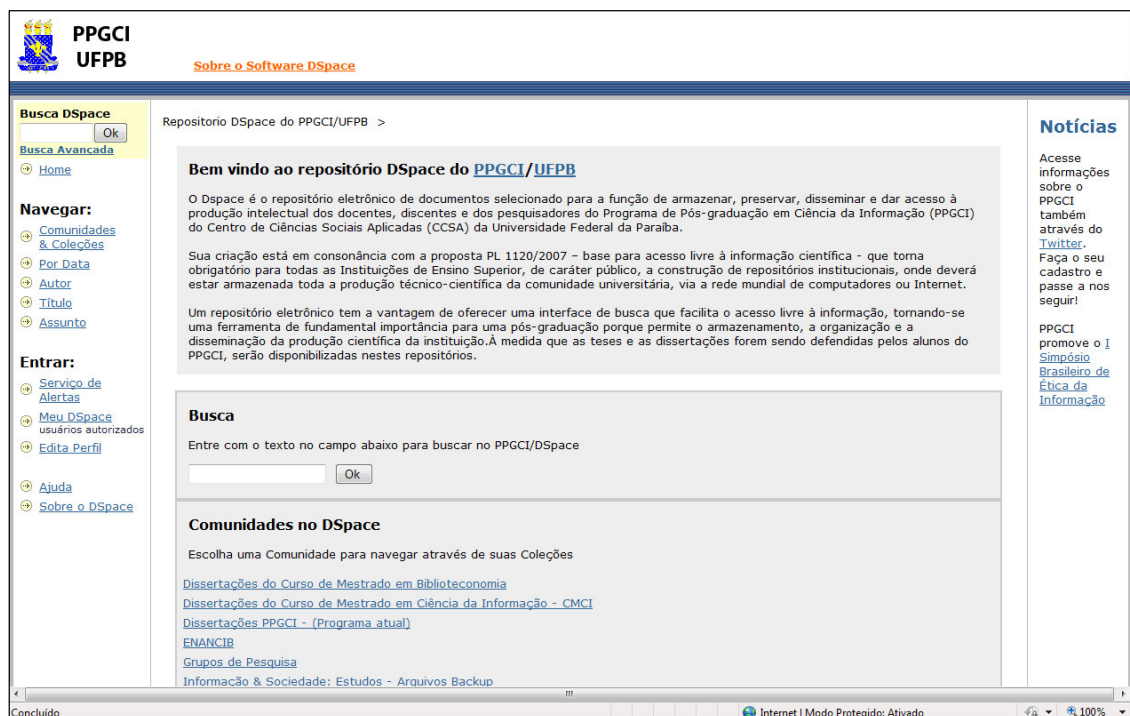 PPGCI
UFPB
Sobre o Software DSpace
Busca DSpace
Ok
Busca Avançada
Home
Navegar:
Comunidades
& Coleções
Por Data
Autor
Título
Assunto
Entrar:
Serviço de
Alertas
Meu DSpace
usuários autorizados
Edita Perfil
Ajuda
Sobre o DSpace
Repositorio DSpace do PPGCI/UFPB >
Bem vindo ao repositório DSpace do PPGCI/UFPB
O Dspace é o repositório eletrônico de documentos selecionado para a função de armazenar, preservar, disseminar e dar acesso à
produção intelectual dos docentes, discentes e dos pesquisadores do Programa de Pós-graduação em Ciência da Informação (PPGCI)
do Centro de Ciências Sociais Aplicadas (CCSA) da Universidade Federal da Paraíba.
Sua criação está em consonância com a proposta PL 1120/2007 – base para acesso livre à informação científica - que torna
obrigatório para todas as Instituições de Ensino Superior, de caráter público, a construção de repositórios institucionais, onde deverá
estar armazenada toda a produção técnico-científica da comunidade universitária, via a rede mundial de computadores ou Internet.
Um repositório eletrônico tem a vantagem de oferecer uma interface de busca que facilita o acesso livre à informação, tornando-se
uma ferramenta de fundamental importância para uma pós-graduação porque permite o armazenamento, a organização e a
disseminação da produção científica da instituição.À medida que as teses e as dissertações forem sendo defendidas pelos alunos do
PPGCI, serão disponibilizadas nestes repositórios.
Busca
Entre com o texto no campo abaixo para buscar no PPGCI/DSpace
Ok
Comunidades no DSpace
Escolha uma Comunidade para navegar através de suas Coleções
Dissertações do Curso de Mestrado em Biblioteconomia
Dissertações do Curso de Mestrado em Ciência da Informação - CMCI
Dissertações PPGCI - (Programa atual)
ENANCIB
Grupos de Pesquisa
Informação & Sociedade: Estudos - Arquivos Backup
Notícias
Acesse
informações
sobre o
PPGCI
também
através do
Twitter.
Faça o seu
cadastro e
passe a nos
seguir!
PPGCI
promove o I
Simpósio
Brasileiro de
Ética da
Informação
Concluído
Internet | Modo Protegido: Ativado
100%